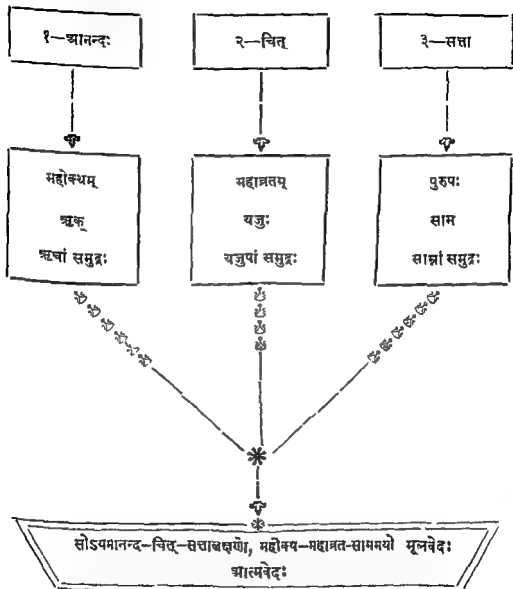 १—आनन्दः
२—चित्
३—सत्ता
महोक्थम्
ऋक्
ऋचां समुद्रः
महाव्रतम्
यजुः
यजुषां समुद्रः
पुरुषः
साम
साम्नां समुद्रः
सोऽयमानन्द-चित्-सत्तालक्षणो, महोक्थ-महाव्रत-साममयो मूलवेदः
आत्मवेदः